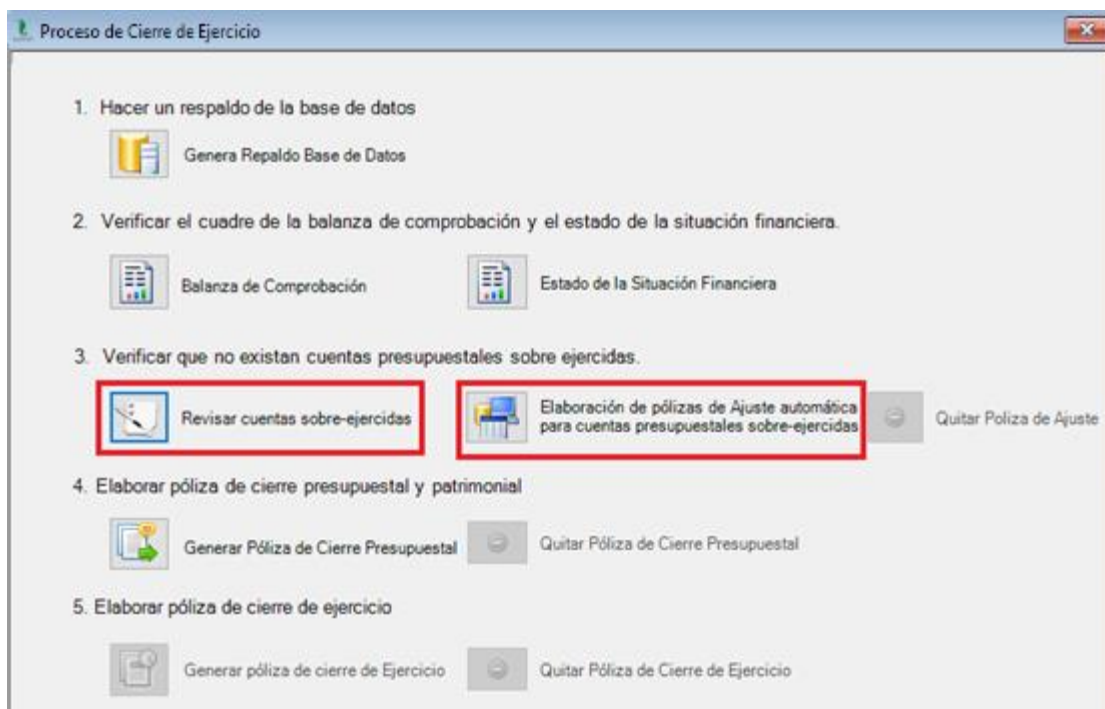 Proceso de Cierre de Ejercicio
1. Hacer un respaldo de la base de datos
Genera Repaldo Base de Datos
2. Verificar el cuadre de la balanza de comprobación y el estado de la situación financiera.
Balanza de Comprobación
Estado de la Situación Financiera
3. Verificar que no existan cuentas presupuestales sobre ejercidas.
Revisar cuentas sobre-ejercidas
Elaboración de pólizas de Ajuste automática
para cuentas presupuestales sobre-ejercidas
Quitar Poliza de Ajuste
4. Elaborar póliza de cierre presupuestal y patrimonial
Generar Póliza de Cierre Presupuestal
Quitar Póliza de Cierre Presupuestal
5. Elaborar póliza de cierre de ejercicio
Generar póliza de cierre de Ejercicio
Quitar Póliza de Cierre de Ejercicio